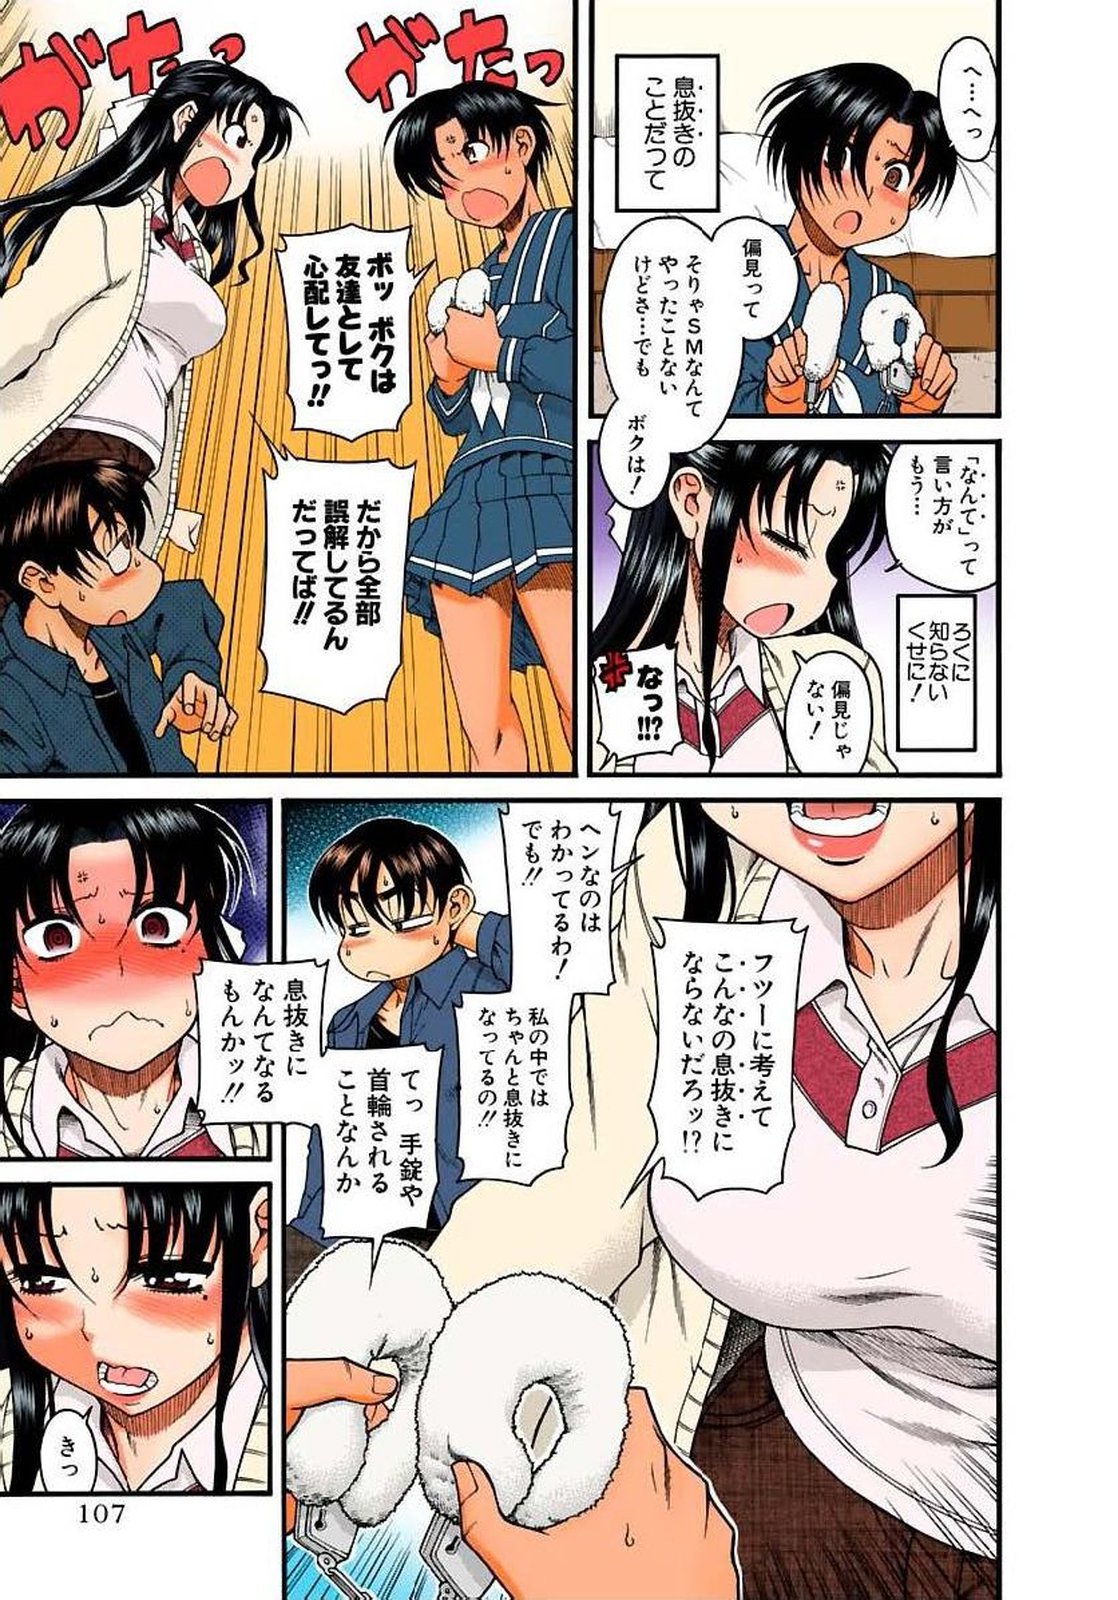 へ…へっ
偏見って
息抜きの
ことだって
そりゃSMなんて
やったことない
けどさ…でも
ボクは！
「なんて」って
言い方が
もう…
ろくに
知らない
くせに！
偏見じゃ
ない！
なっ!!?
がたっ
がたっ
ボッ ボクは
友達として
心配してっ!!
だから全部
誤解してるん
だってば!!
フツーに考えて
こんなの息抜きに
ならないだろッ!?
ヘンなのは
わかってるわ！
でも!!
私の中では
ちゃんと息抜きに
なってるの!!
てっ 手錠や
首輪される
ことなんか
息抜きに
なんてなる
もんかッ!!
きっ
107